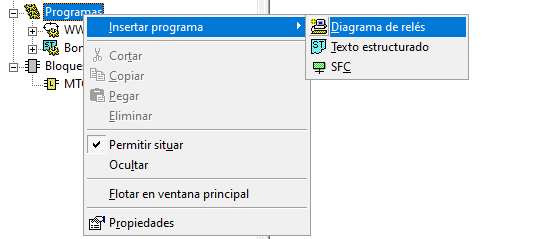 Programas
WW
Bor
Bloque
MTC
Insertar programa
Cortar
Copiar
Pegar
Eliminar
Permitir situar
Ocultar
Flotar en ventana principal
Propiedades
Diagrama de relés
Texto estructurado
SFC